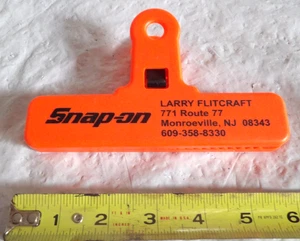 Snap-on
LARRY FLITCRAFT
771 Route 77
Monroeville, NJ 08343
609-358-8330
1 2 3 4 5 6